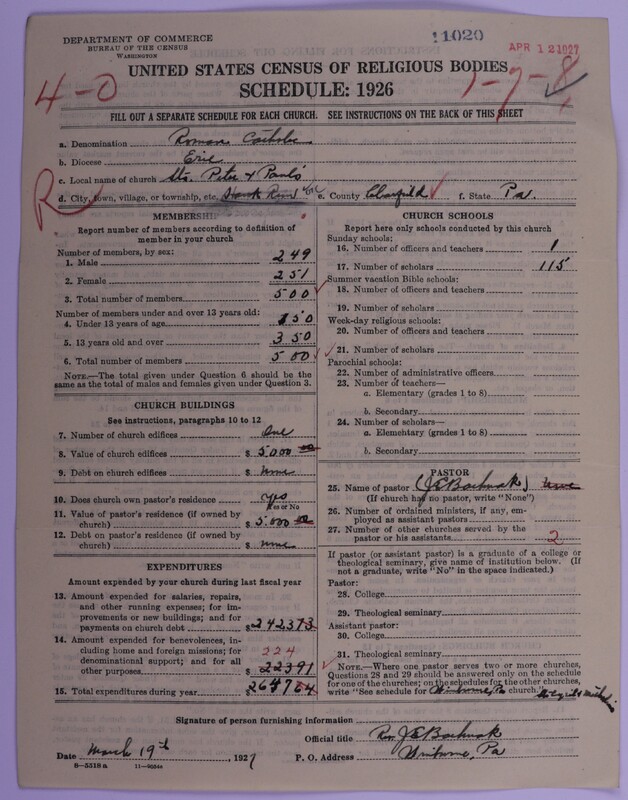 DEPARTMENT OF COMMERCE
BUREAU OF THE CENSUS
WASHINGTON
11020
APR 12 1927
UNITED STATES CENSUS OF RELIGIOUS BODIES
SCHEDULE: 1926
4-0
1-7-8
FILL OUT A SEPARATE SCHEDULE FOR EACH CHURCH. SEE INSTRUCTIONS ON THE BACK OF THIS SHEET
a. Denomination Roman Catholic
b. Diocese Erie
c. Local name of church Sts. Peter & Paul's
d. City, town, village, or township, etc. Run e. County Clearfield f. State Pa.
R
MEMBERSHIP
Report number of members according to definition of
member in your church
Number of members, by sex:
1. Male 249
2. Female 251
3. Total number of members 500
Number of members under and over 13 years old:
4. Under 13 years of age 150
5. 13 years old and over 350
6. Total number of members 500
NOTE.—The total given under Question 6 should be the
same as the total of males and females given under Question 3.
CHURCH BUILDINGS
See instructions, paragraphs 10 to 12
7. Number of church edifices One
8. Value of church edifices $ 5000 00
9. Debt on church edifices $ none
10. Does church own pastor's residence yes
Yes or No
11. Value of pastor's residence (if owned by
church) $ 5.000 00
12. Debt on pastor's residence (if owned by
church) $ none
EXPENDITURES
Amount expended by your church during last fiscal year
13. Amount expended for salaries, repairs,
and other running expenses; for im-
provements or new buildings; and for
payments on church debt $ 242373
14. Amount expended for benevolences, in-
cluding home and foreign missions; for 224
denominational support; and for all
other purposes $ 22391
15. Total expenditures during year $ 264764
CHURCH SCHOOLS
Report here only schools conducted by this church
Sunday schools:
16. Number of officers and teachers 1
17. Number of scholars 115
Summer vacation Bible schools:
18. Number of officers and teachers
19. Number of scholars
Week-day religious schools:
20. Number of officers and teachers
21. Number of scholars
Parochial schools:
22. Number of administrative officers
23. Number of teachers—
a. Elementary (grades 1 to 8)
b. Secondary
24. Number of scholars—
a. Elementary (grades 1 to 8)
b. Secondary
PASTOR
25. Name of pastor (J E Bochnak) None
(If church has no pastor, write "None")
26. Number of ordained ministers, if any, em-
ployed as assistant pastors
27. Number of other churches served by the
pastor or his assistants 2
If pastor (or assistant pastor) is a graduate of a college or
theological seminary, give name of institution below. (If
not a graduate, write "No" in the space indicated.)
Pastor:
28. College
29. Theological seminary
Assistant pastor:
30. College
31. Theological seminary
NOTE.—Where one pastor serves two or more churches,
Questions 28 and 29 should be answered only on the schedule
for one of the churches; on the schedules for the other churches,
write "See schedule for Winburne, Pa church."
Signature of person furnishing information
Official title Rev. J E Bochnak
Date March 19th, 1927 P. O. Address Winburne, Pa
8-5518a 11-9084a